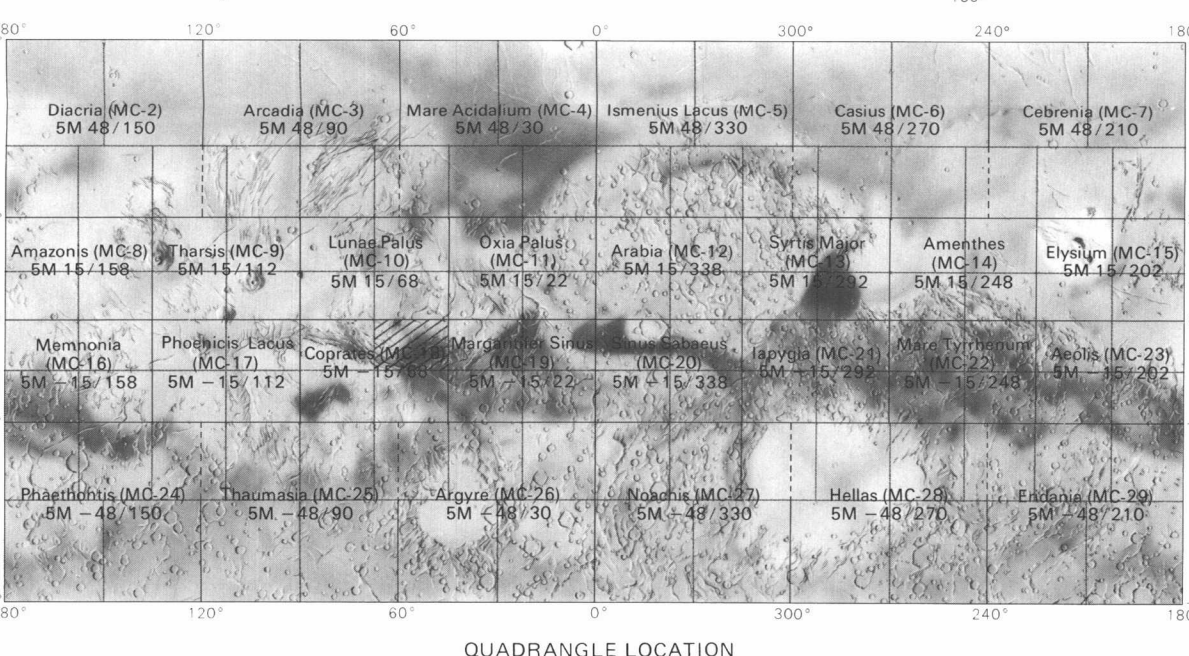 80° 120° 60° 0° 300° 240° 180
Diacria (MC-2)
5M 48/150
Arcadia (MC-3)
5M 48/90
Mare Acidalium (MC-4)
5M 48/30
Ismenius Lacus (MC-5)
5M 48/330
Casius (MC-6)
5M 48/270
Cebrenia (MC-7)
5M 48/210
Amazonis (MC-8)
5M 15/158
Tharsis (MC-9)
5M 15/112
Lunae Palus
(MC-10)
5M 15/68
Oxia Palus
(MC-11)
5M 15/22
Arabia (MC-12)
5M 15/338
Syrtis Major
(MC-13)
5M 15/292
Amenthes
(MC-14)
5M 15/248
Elysium (MC-15)
5M 15/202
Memnonia
(MC-16)
5M −15/158
Phoenicis Lacus
(MC-17)
5M −15/112
Coprates (MC-18)
5M −15/68
Margaritifer Sinus
(MC-19)
5M −15/22
Sinus Sabaeus
(MC-20)
5M −15/338
Iapygia (MC-21)
5M −15/292
Mare Tyrrhenum
(MC-22)
5M −15/248
Aeolis (MC-23)
5M −15/202
Phaethontis (MC-24)
5M −48/150
Thaumasia (MC-25)
5M −48/90
Argyre (MC-26)
5M −48/30
Noachis (MC-27)
5M −48/330
Hellas (MC-28)
5M −48/270
Eridania (MC-29)
5M −48/210
80° 120° 60° 0° 300° 240° 180
QUADRANGLE LOCATION